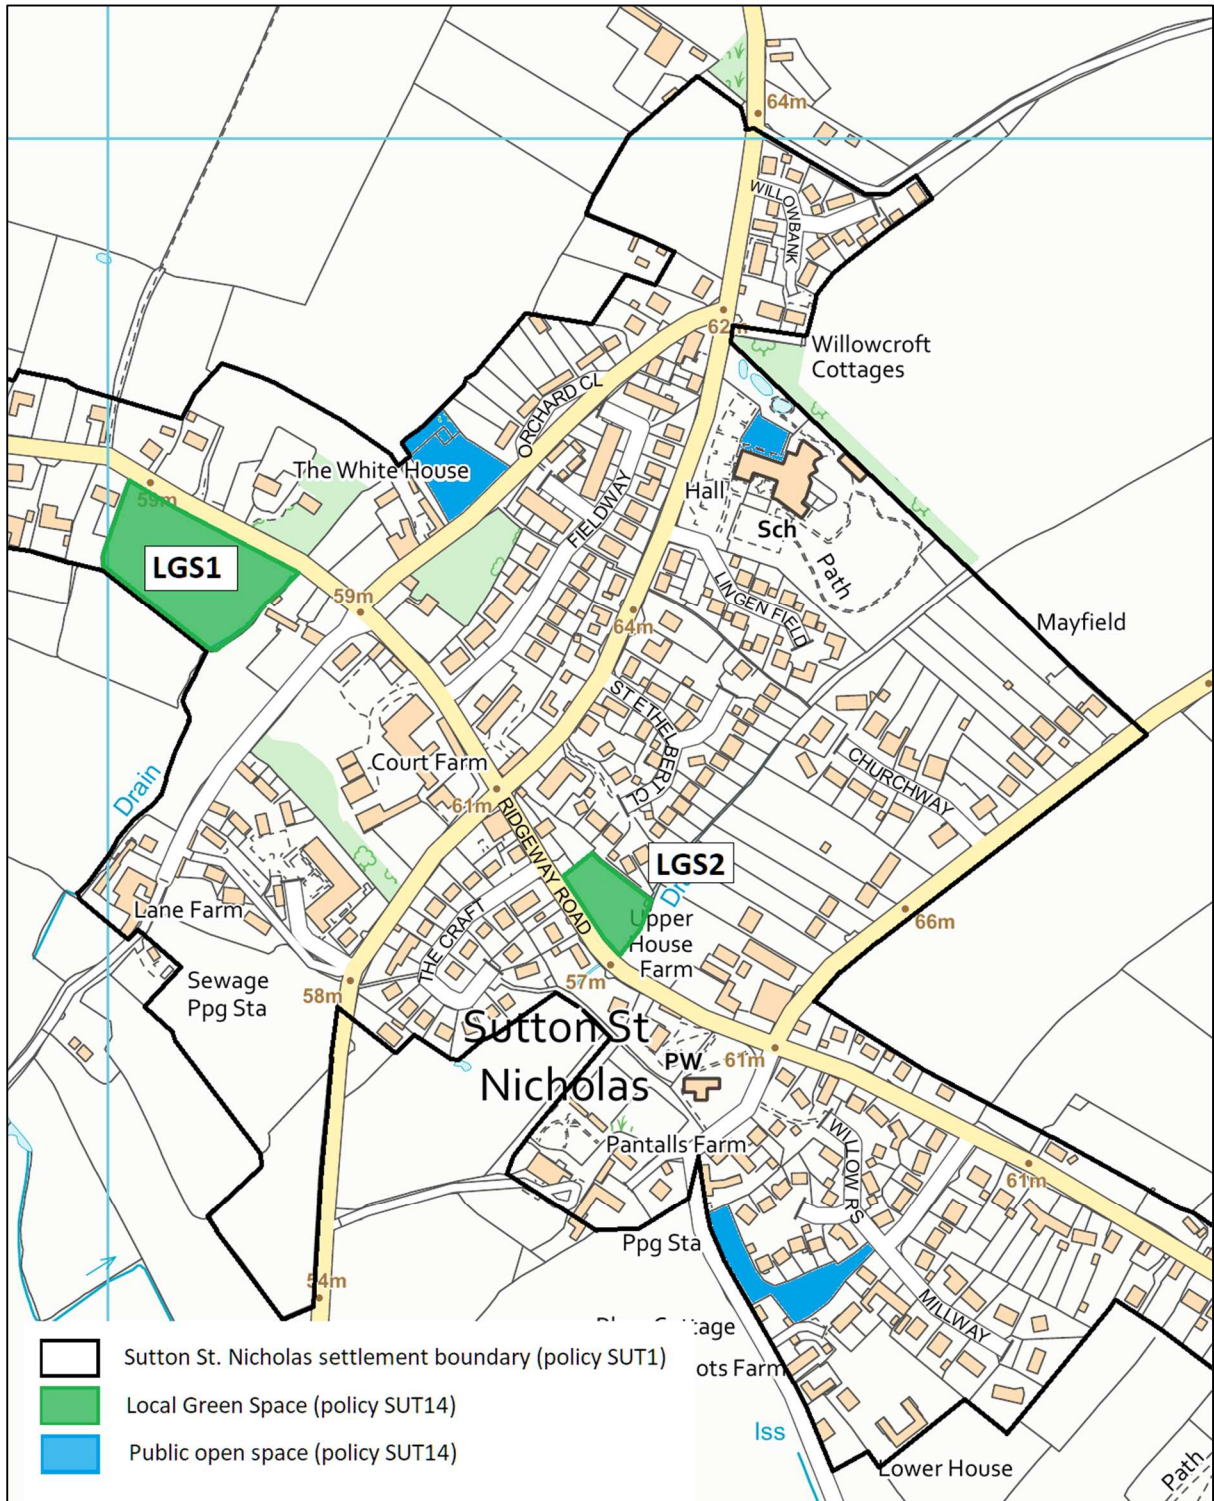 64m
WILLOWBANK
62m
Willowcroft
Cottages
ORCHARD CL
The White House
59m
Hall
FIELDWAY
Sch
Path
LGS1
59m
LINGEN FIELD
64m
Mayfield
ST ETHELBERT CL
Court Farm
CHURCHWAY
Drain
61m
RIDGEWAY ROAD
LGS2
Upper
House
Farm
Lane Farm
THE CRAFT
66m
Sewage
Ppg Sta
58m
57m
Sutton St
Nicholas
PW
61m
Pantalls Farm
WILLOW RS
61m
Ppg Sta
54m
MILLWAY
Sutton St. Nicholas settlement boundary (policy SUT1)
Local Green Space (policy SUT14)
Public open space (policy SUT14)
Iss
Lower House
Path